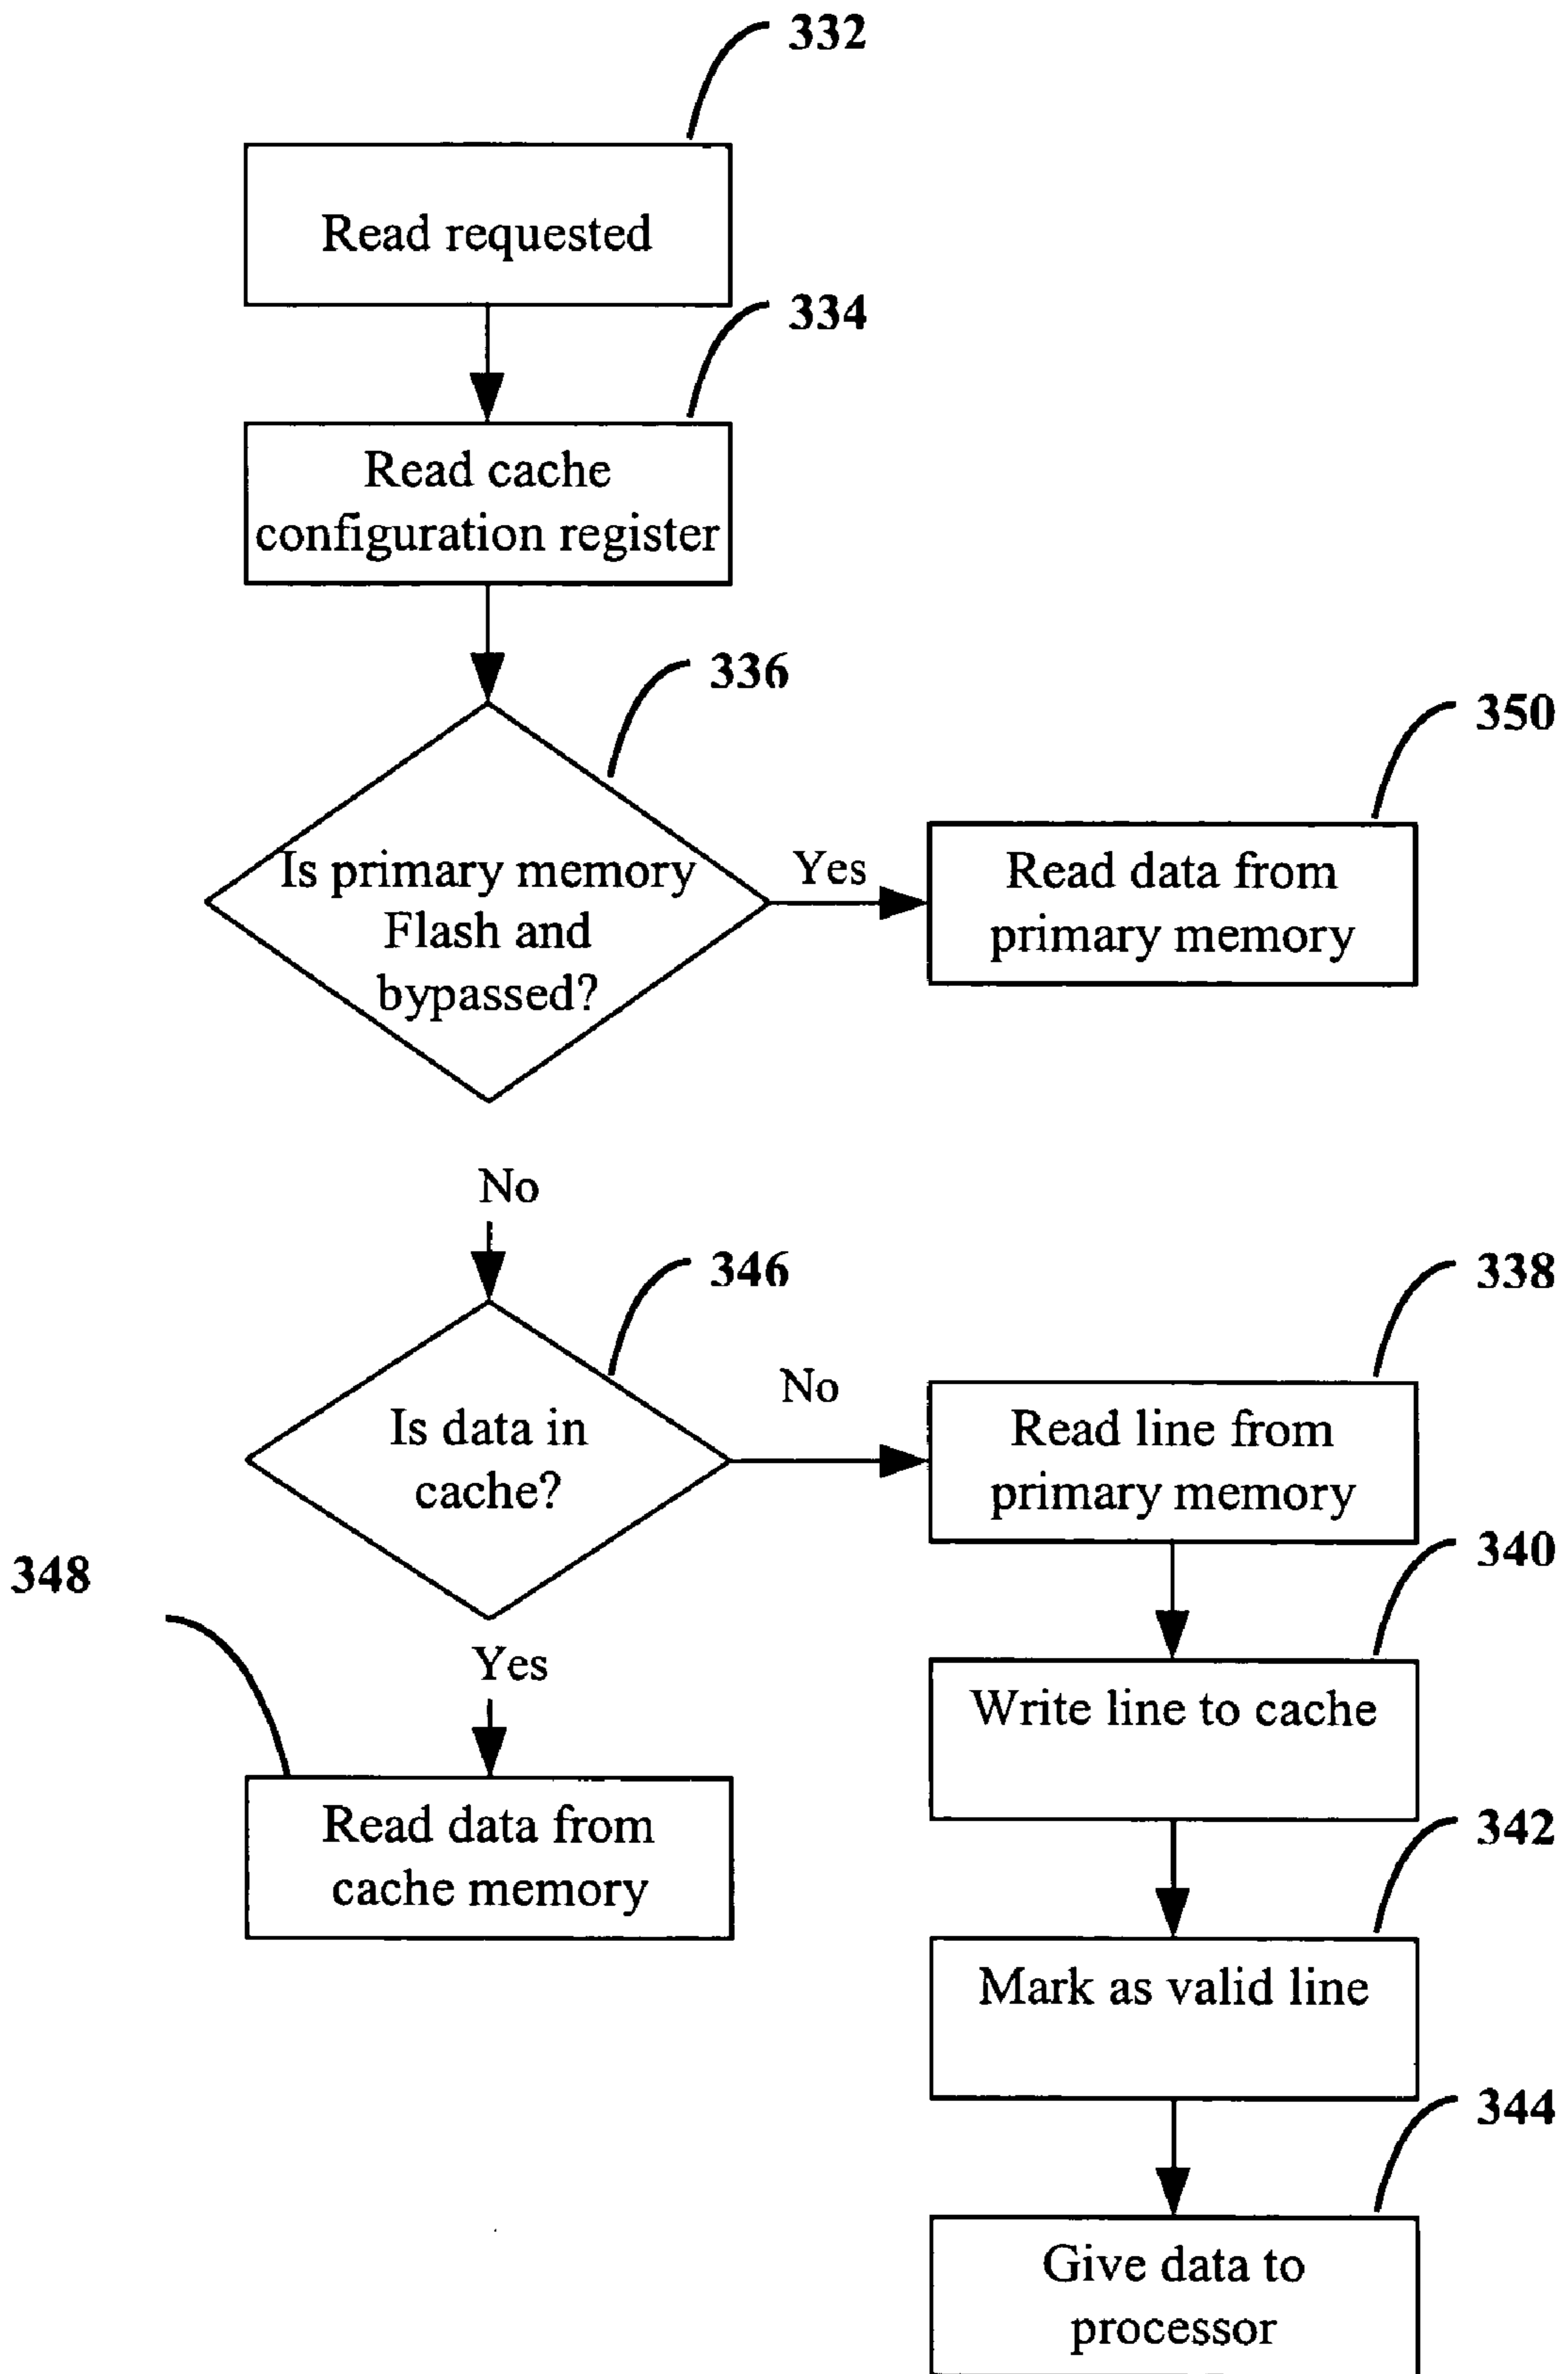 332
Read requested
334
Read cache
configuration register
336
350
Is primary memory
Flash and
bypassed?
Yes
Read data from
primary memory
No
346
338
Is data in
cache?
No
Read line from
primary memory
348
340
Yes
Write line to cache
Read data from
cache memory
342
Mark as valid line
344
Give data to
processor